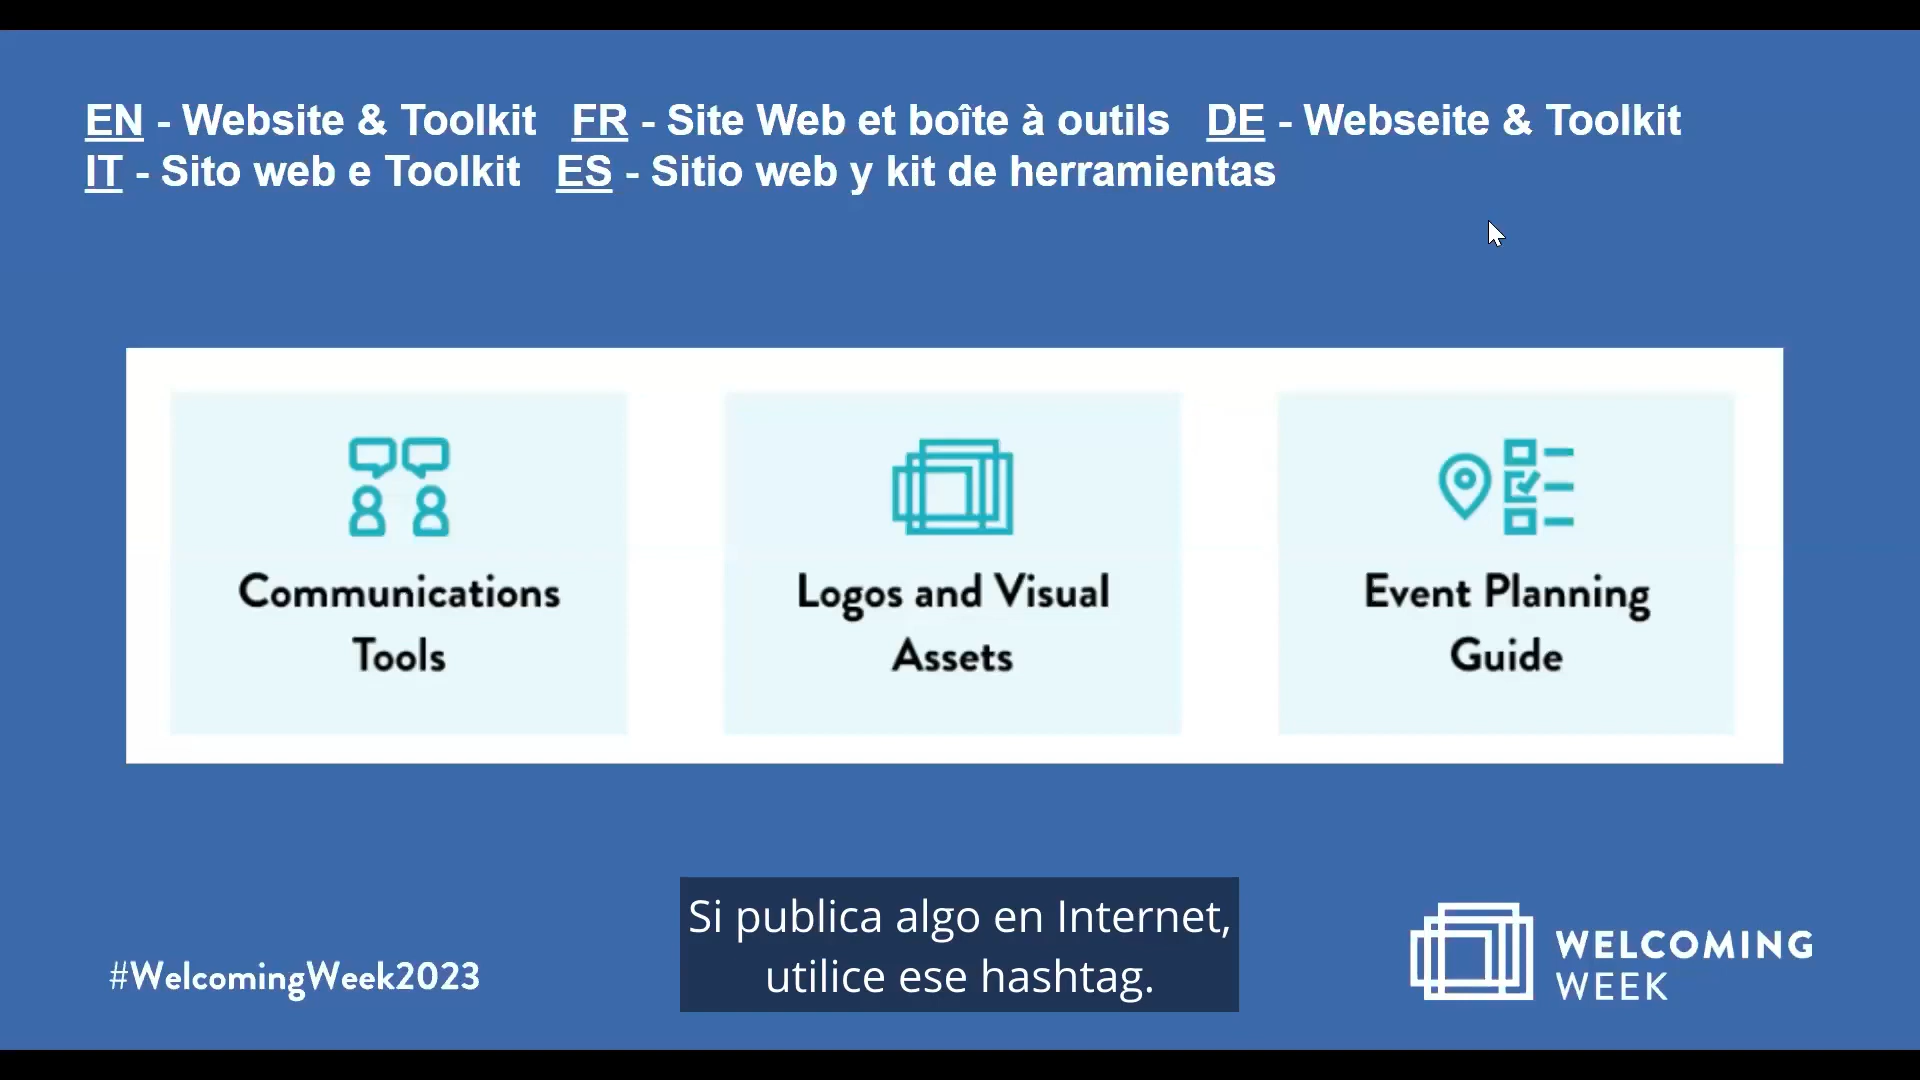 EN - Website & Toolkit   FR - Site Web et boîte à outils   DE - Webseite & Toolkit
IT - Sito web e Toolkit   ES - Sitio web y kit de herramientas
Communications
Tools
Logos and Visual
Assets
Event Planning
Guide
Si publica algo en Internet,
utilice ese hashtag.
#WelcomingWeek2023
WELCOMING
WEEK